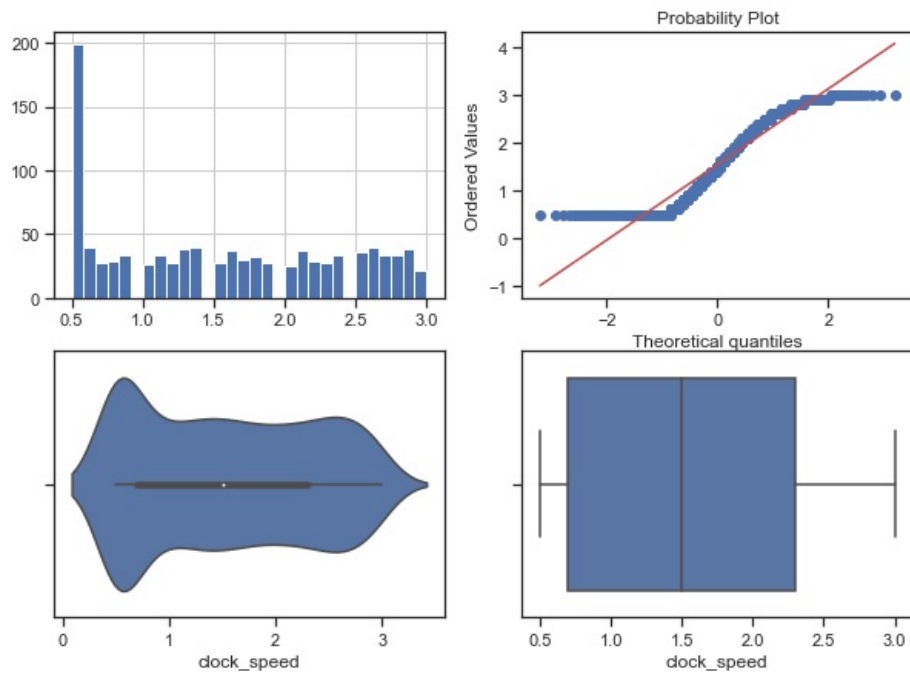 200
150
100
50
0
0.5 1.0 1.5 2.0 2.5 3.0
Probability Plot
Ordered Values
4
3
2
1
0
−1
−2 0 2
Theoretical quantiles
0 1 2 3
clock_speed
0.5 1.0 1.5 2.0 2.5 3.0
clock_speed